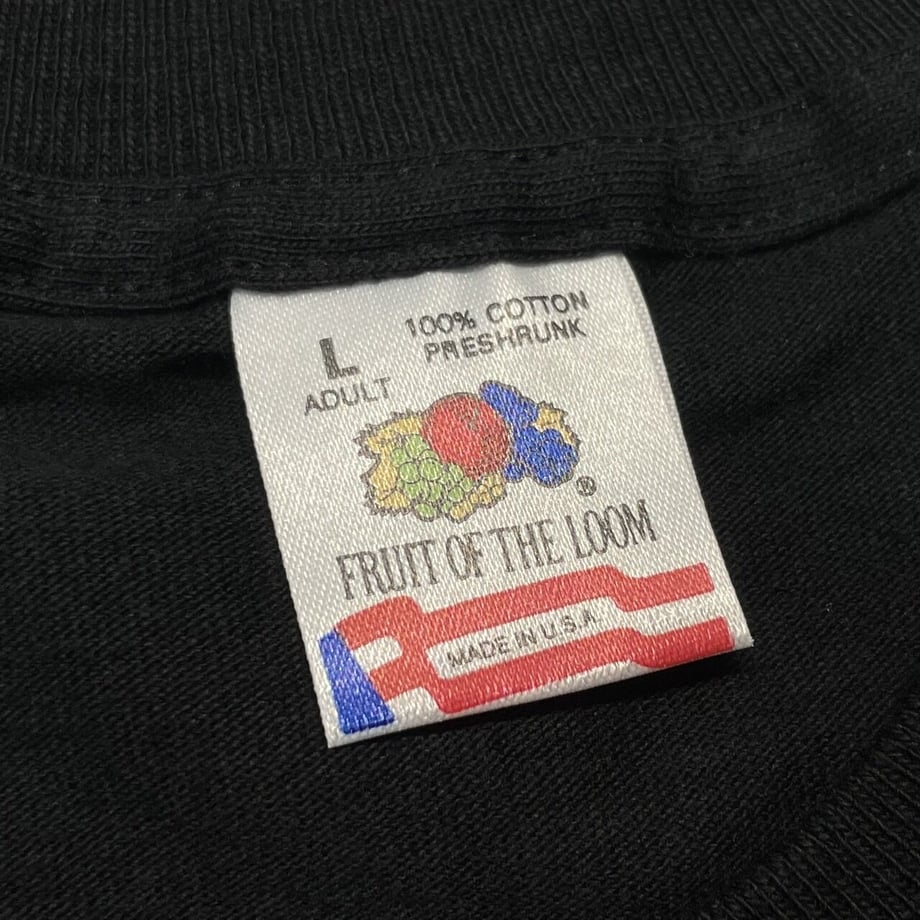 L
ADULT
100% COTTON
PRESHRUNK
®
FRUIT OF THE LOOM
MADE IN U.S.A.